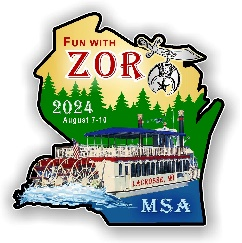 FUN WITH
ZOR
2024
August 7-10
LACROSSE, WI
MSA